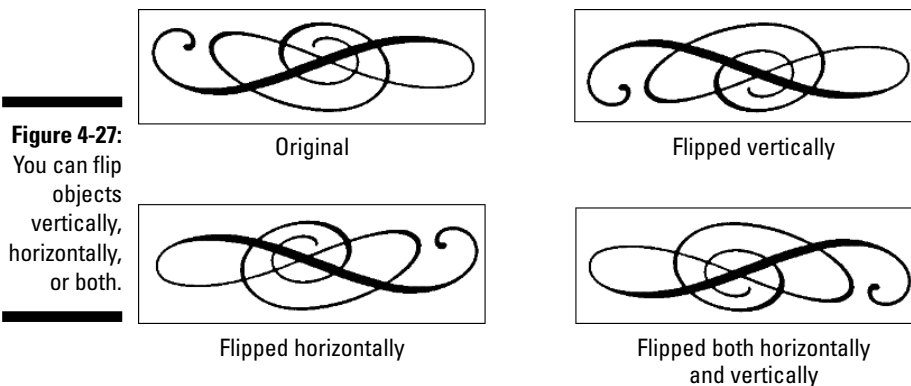 Figure 4-27:
You can flip
objects
vertically,
horizontally,
or both.
Original
Flipped vertically
Flipped horizontally
Flipped both horizontally
and vertically